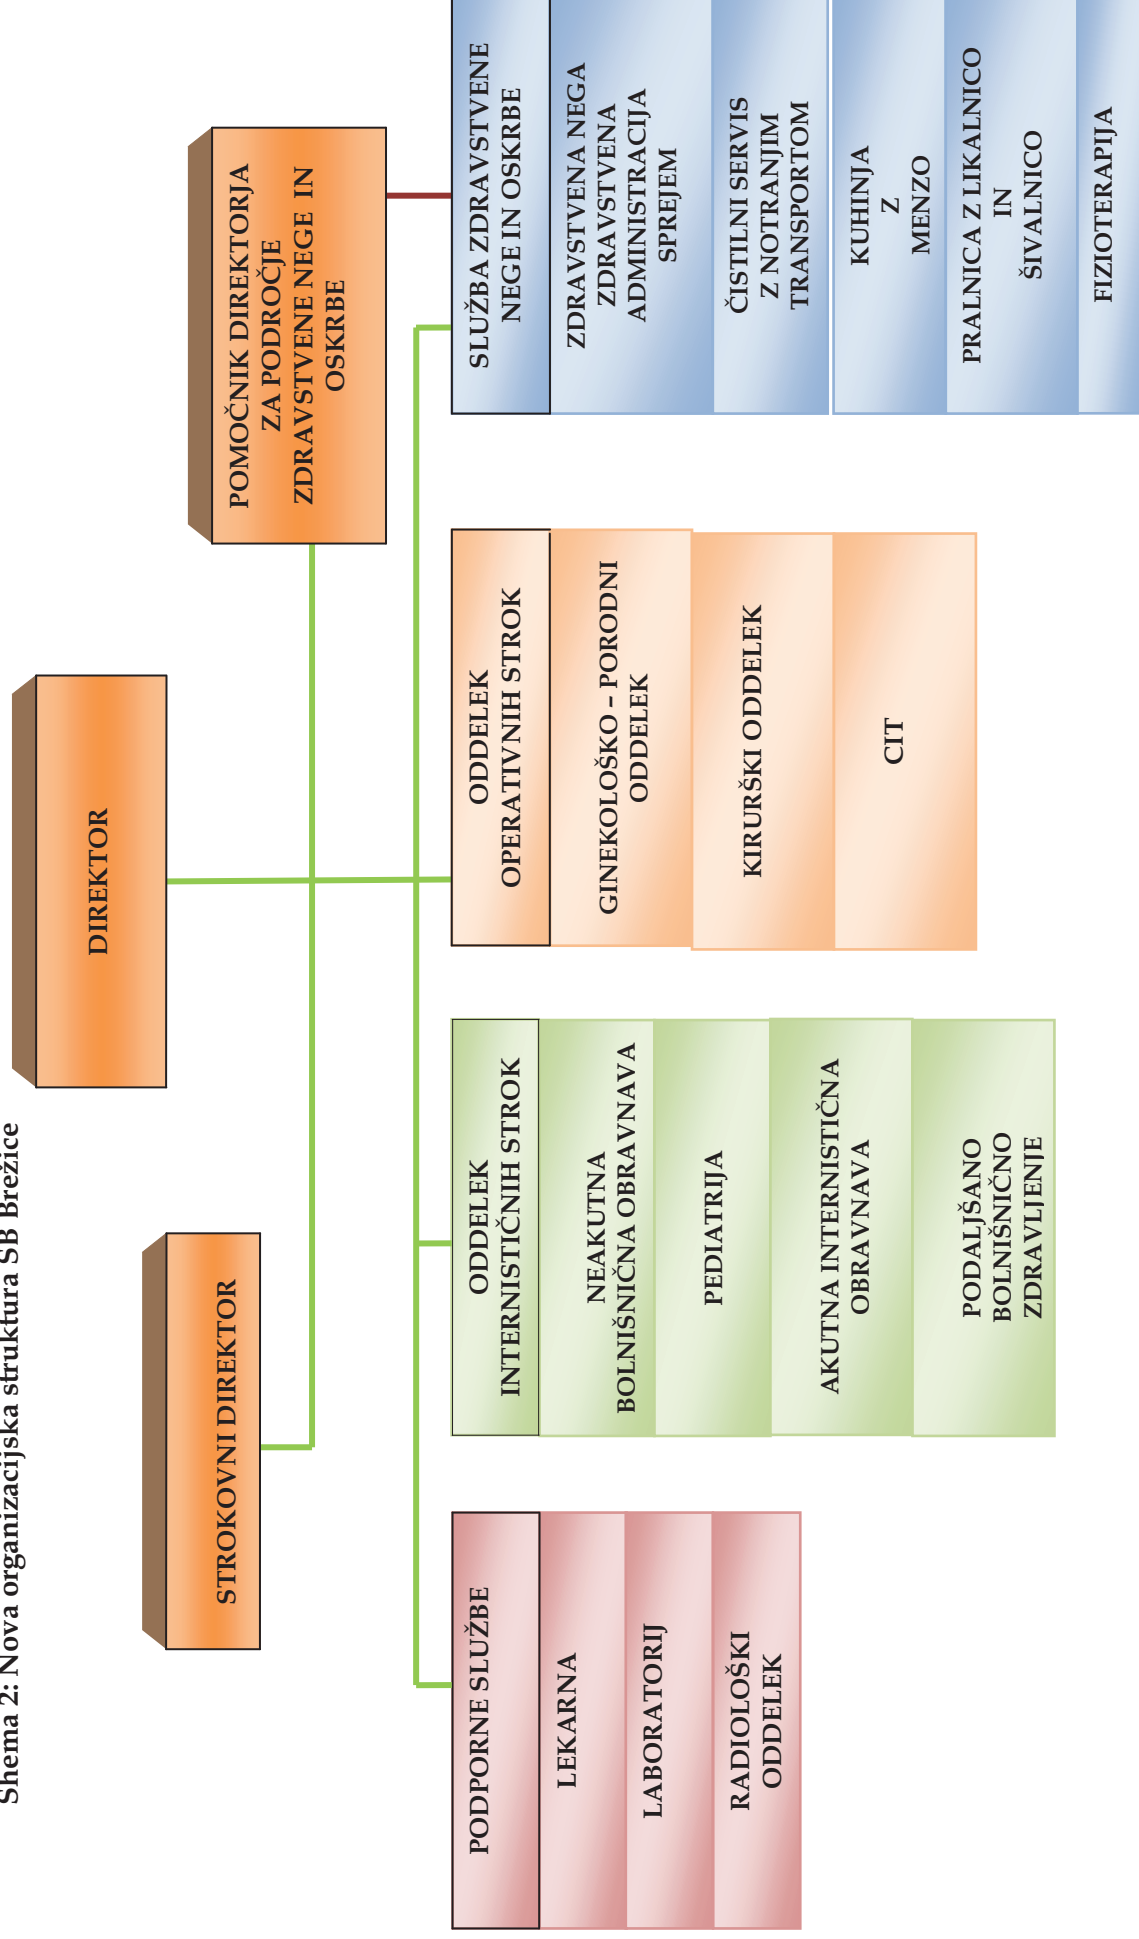 Shema 2: Nova organizacijska struktura SB Brežice
DIREKTOR
STROKOVNI DIREKTOR
POMOČNIK DIREKTORJA
ZA PODROČJE
ZDRAVSTVENE NEGE IN
OSKRBE
PODPORNE SLUŽBE
LEKARNA
LABORATORIJ
RADIOLOŠKI
ODDELEK
ODDELEK
INTERNISTIČNIH STROK
NEAKUTNA
BOLNIŠNIČNA OBRAVNAVA
PEDIATRIJA
AKUTNA INTERNISTIČNA
OBRAVNAVA
PODALJŠANO
BOLNIŠNIČNO
ZDRAVLJENJE
ODDELEK
OPERATIVNIH STROK
GINEKOLOŠKO – PORODNI
ODDELEK
KIRURŠKI ODDELEK
CIT
SLUŽBA ZDRAVSTVENE
NEGE IN OSKRBE
ZDRAVSTVENA NEGA
ZDRAVSTVENA
ADMINISTRACIJA
SPREJEM
ČISTILNI SERVIS
Z NOTRANJIM
TRANSPORTOM
KUHINJA
Z
MENZO
PRALNICA Z LIKALNICO
IN
ŠIVALNICO
FIZIOTERAPIJA